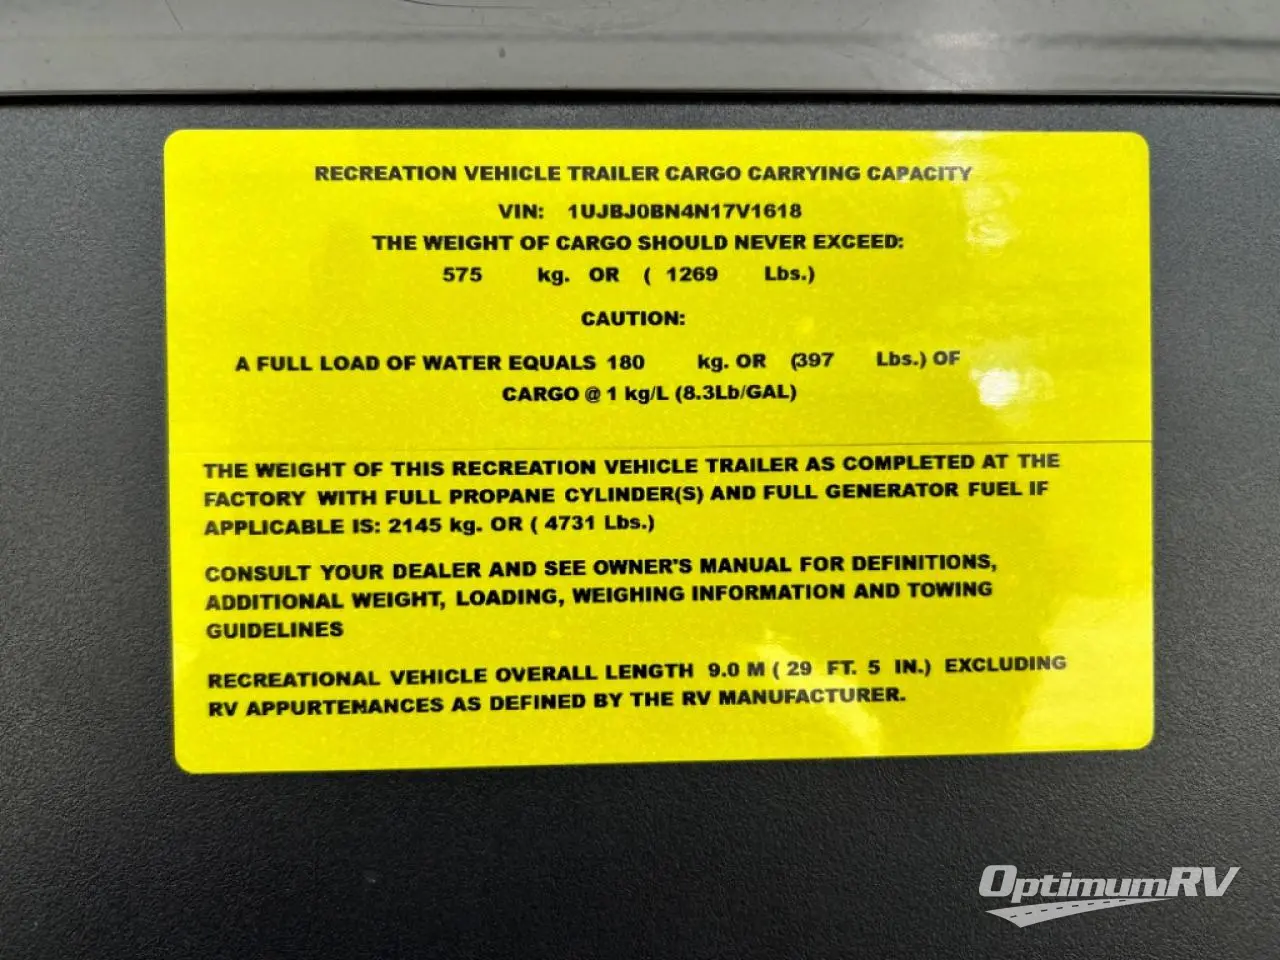 RECREATION VEHICLE TRAILER CARGO CARRYING CAPACITY
VIN: 1UJBJ0BN4N17V1618
THE WEIGHT OF CARGO SHOULD NEVER EXCEED:
575 kg. OR ( 1269 Lbs.)
CAUTION:
A FULL LOAD OF WATER EQUALS 180 kg. OR (397 Lbs.) OF
CARGO @ 1 kg/L (8.3Lb/GAL)
THE WEIGHT OF THIS RECREATION VEHICLE TRAILER AS COMPLETED AT THE
FACTORY WITH FULL PROPANE CYLINDER(S) AND FULL GENERATOR FUEL IF
APPLICABLE IS: 2145 kg. OR ( 4731 Lbs.)
CONSULT YOUR DEALER AND SEE OWNER'S MANUAL FOR DEFINITIONS,
ADDITIONAL WEIGHT, LOADING, WEIGHING INFORMATION AND TOWING
GUIDELINES
RECREATIONAL VEHICLE OVERALL LENGTH 9.0 M ( 29 FT. 5 IN.) EXCLUDING
RV APPURTENANCES AS DEFINED BY THE RV MANUFACTURER.
OptimumRV